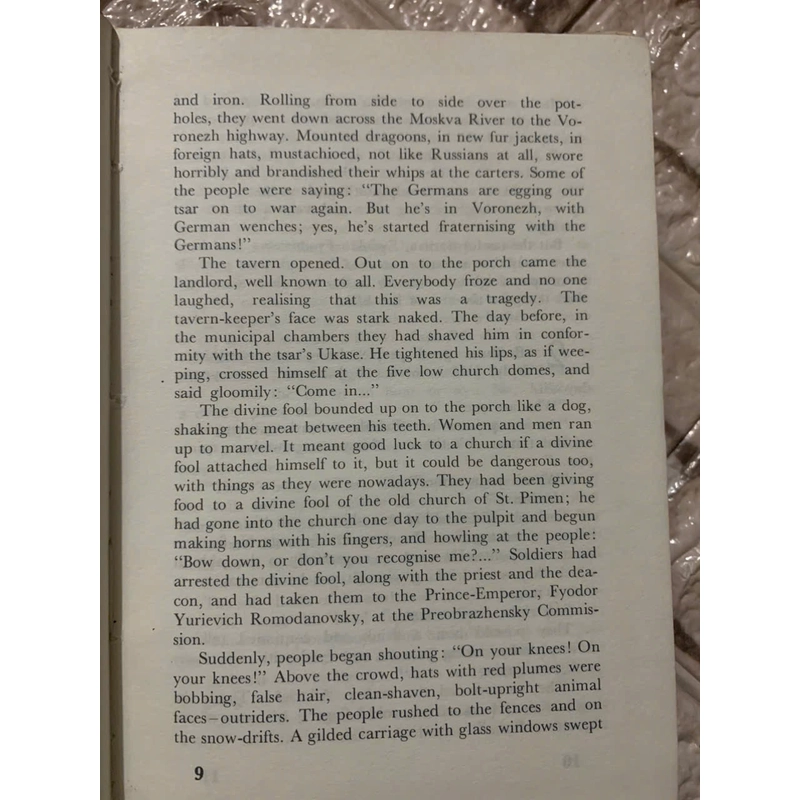 and iron. Rolling from side to side over the pot-
holes, they went down across the Moskva River to the Vo-
ronezh highway. Mounted dragoons, in new fur jackets, in
foreign hats, mustachioed, not like Russians at all, swore
horribly and brandished their whips at the carters. Some of
the people were saying: “The Germans are egging our
tsar on to war again. But he’s in Voronezh, with
German wenches; yes, he’s started fraternising with the
Germans!”
The tavern opened. Out on to the porch came the
landlord, well known to all. Everybody froze and no one
laughed, realising that this was a tragedy. The
tavern-keeper’s face was stark naked. The day before, in
the municipal chambers they had shaved him in confor-
mity with the tsar’s Ukase. He tightened his lips, as if wee-
ping, crossed himself at the five low church domes, and
said gloomily: “Come in...”
The divine fool bounded up on to the porch like a dog,
shaking the meat between his teeth. Women and men ran
up to marvel. It meant good luck to a church if a divine
fool attached himself to it, but it could be dangerous too,
with things as they were nowadays. They had been giving
food to a divine fool of the old church of St. Pimen; he
had gone into the church one day to the pulpit and begun
making horns with his fingers, and howling at the people:
“Bow down, or don’t you recognise me?...” Soldiers had
arrested the divine fool, along with the priest and the dea-
con, and had taken them to the Prince-Emperor, Fyodor
Yurievich Romodanovsky, at the Preobrazhensky Commis-
sion.
Suddenly, people began shouting: “On your knees! On
your knees!” Above the crowd, hats with red plumes were
bobbing, false hair, clean-shaven, bolt-upright animal
faces–outriders. The people rushed to the fences and on
the snow-drifts. A gilded carriage with glass windows swept
9